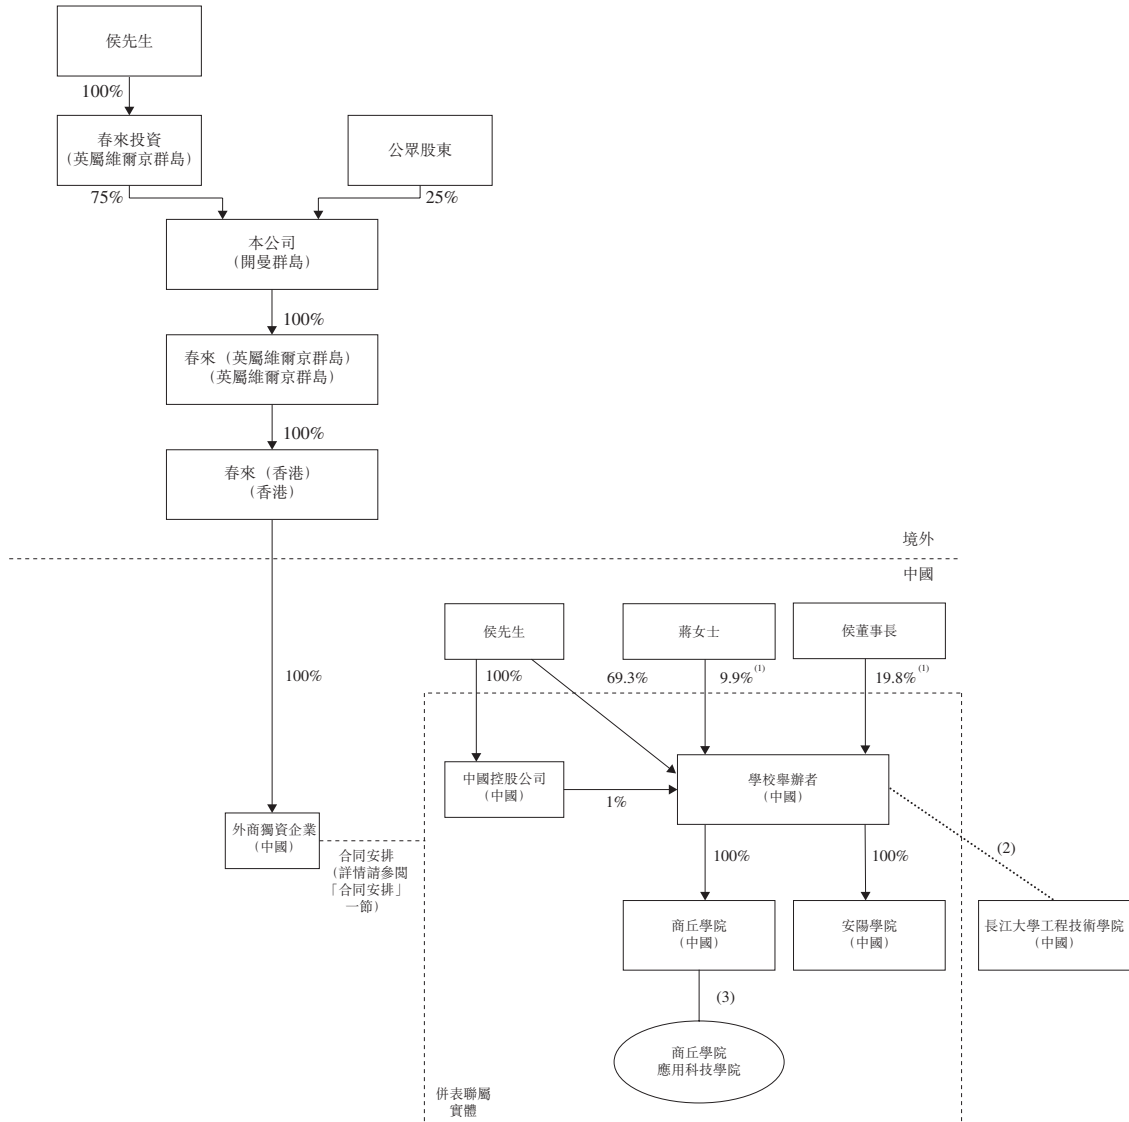 侯先生
100%
春來投資
(英屬維爾京群島)
公眾股東
75%
25%
本公司
(開曼群島)
100%
春來(英屬維爾京群島)
(英屬維爾京群島)
100%
春來(香港)
(香港)
境外
中國
侯先生
蔣女士
侯董事長
100%
100%
69.3%
9.9%(1)
19.8%(1)
中國控股公司
(中國)
學校舉辦者
(中國)
1%
外商獨資企業
(中國)
合同安排
(詳情請參閱
「合同安排」
一節)
100%
100%
(2)
商丘學院
(中國)
安陽學院
(中國)
長江大學工程技術學院
(中國)
(3)
商丘學院
應用科技學院
併表聯屬
實體